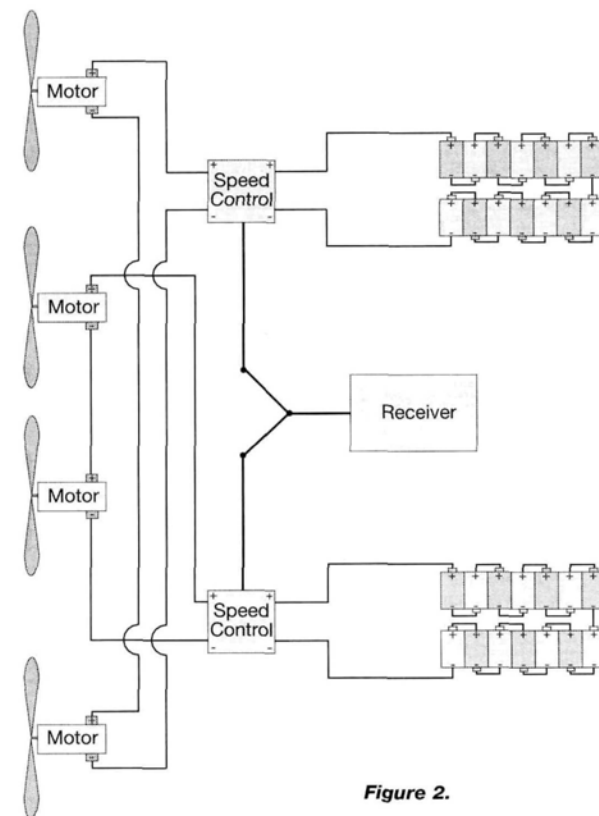 Motor
Speed
Control
Motor
Receiver
Motor
Speed
Control
Motor
Figure 2.